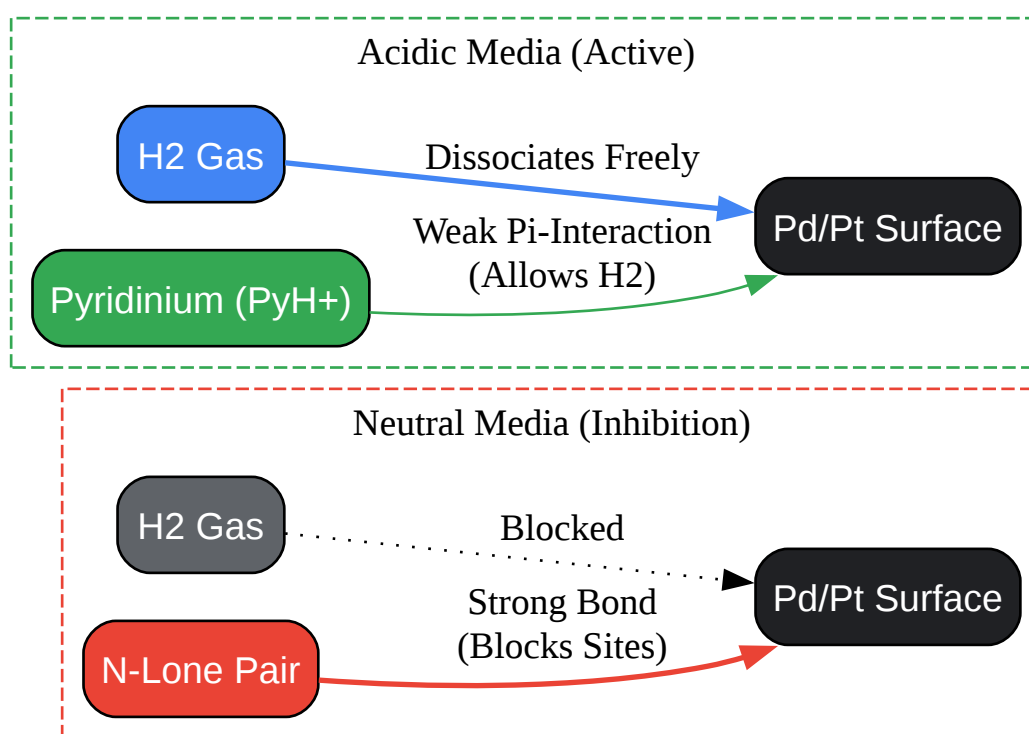 Acidic Media (Active)
H2 Gas
Dissociates Freely
Pd/Pt Surface
Weak Pi-Interaction
(Allows H2)
Pyridinium (PyH+)
Neutral Media (Inhibition)
H2 Gas
Blocked
Pd/Pt Surface
Strong Bond
(Blocks Sites)
N-Lone Pair